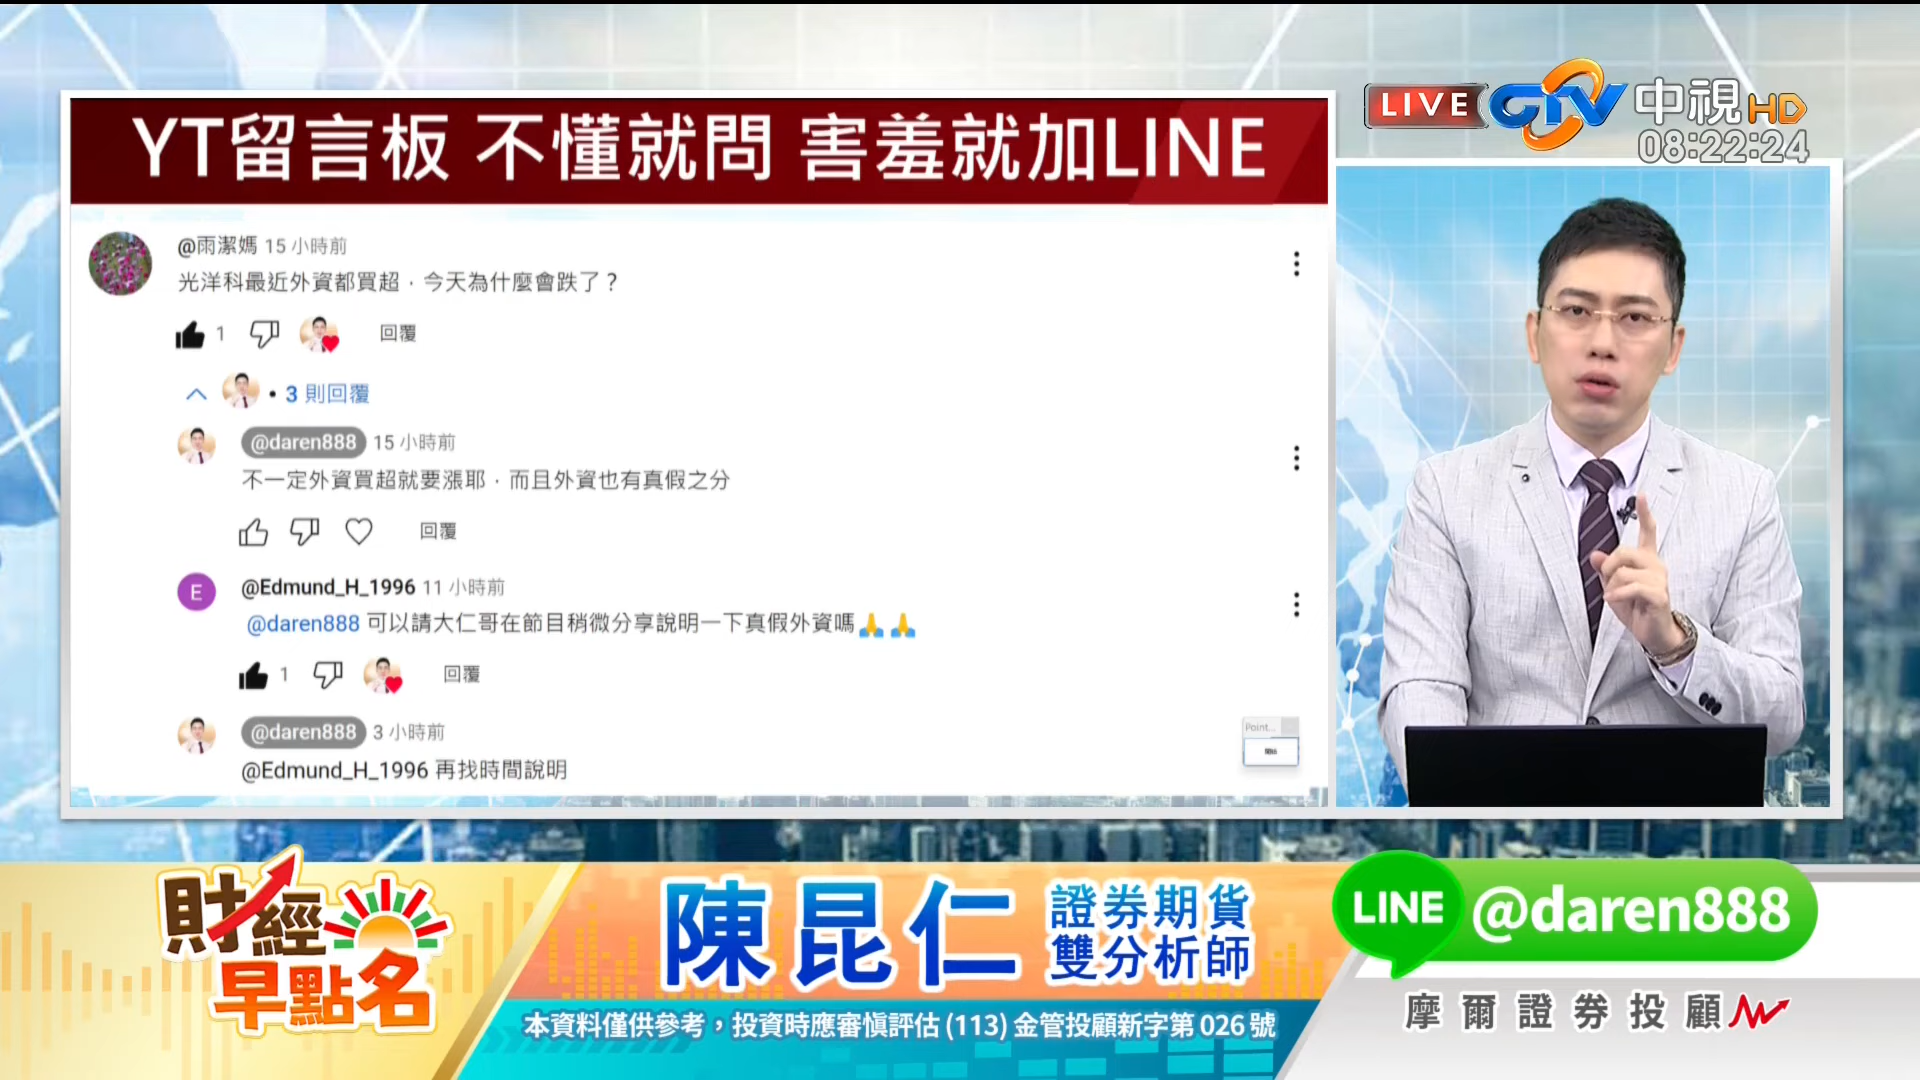 YT留言板 不懂就問 害羞就加LINE
LIVE CTV 中視 HD
08:22:24
@雨潔媽 15 小時前
光洋科最近外資都買超，今天為什麼會跌了？
1 回覆
• 3 則回覆
@daren888 15 小時前
不一定外資買超就要漲耶，而且外資也有真假之分
回覆
E @Edmund_H_1996 11 小時前
@daren888 可以請大仁哥在節目稍微分享說明一下真假外資嗎🙏🙏
1 回覆
@daren888 3 小時前
@Edmund_H_1996 再找時間說明
Point...
財經
早點名
陳昆仁
證券期貨
雙分析師
本資料僅供參考，投資時應審慎評估 (113) 金管投顧新字第 026 號
LINE @daren888
摩爾證券投顧